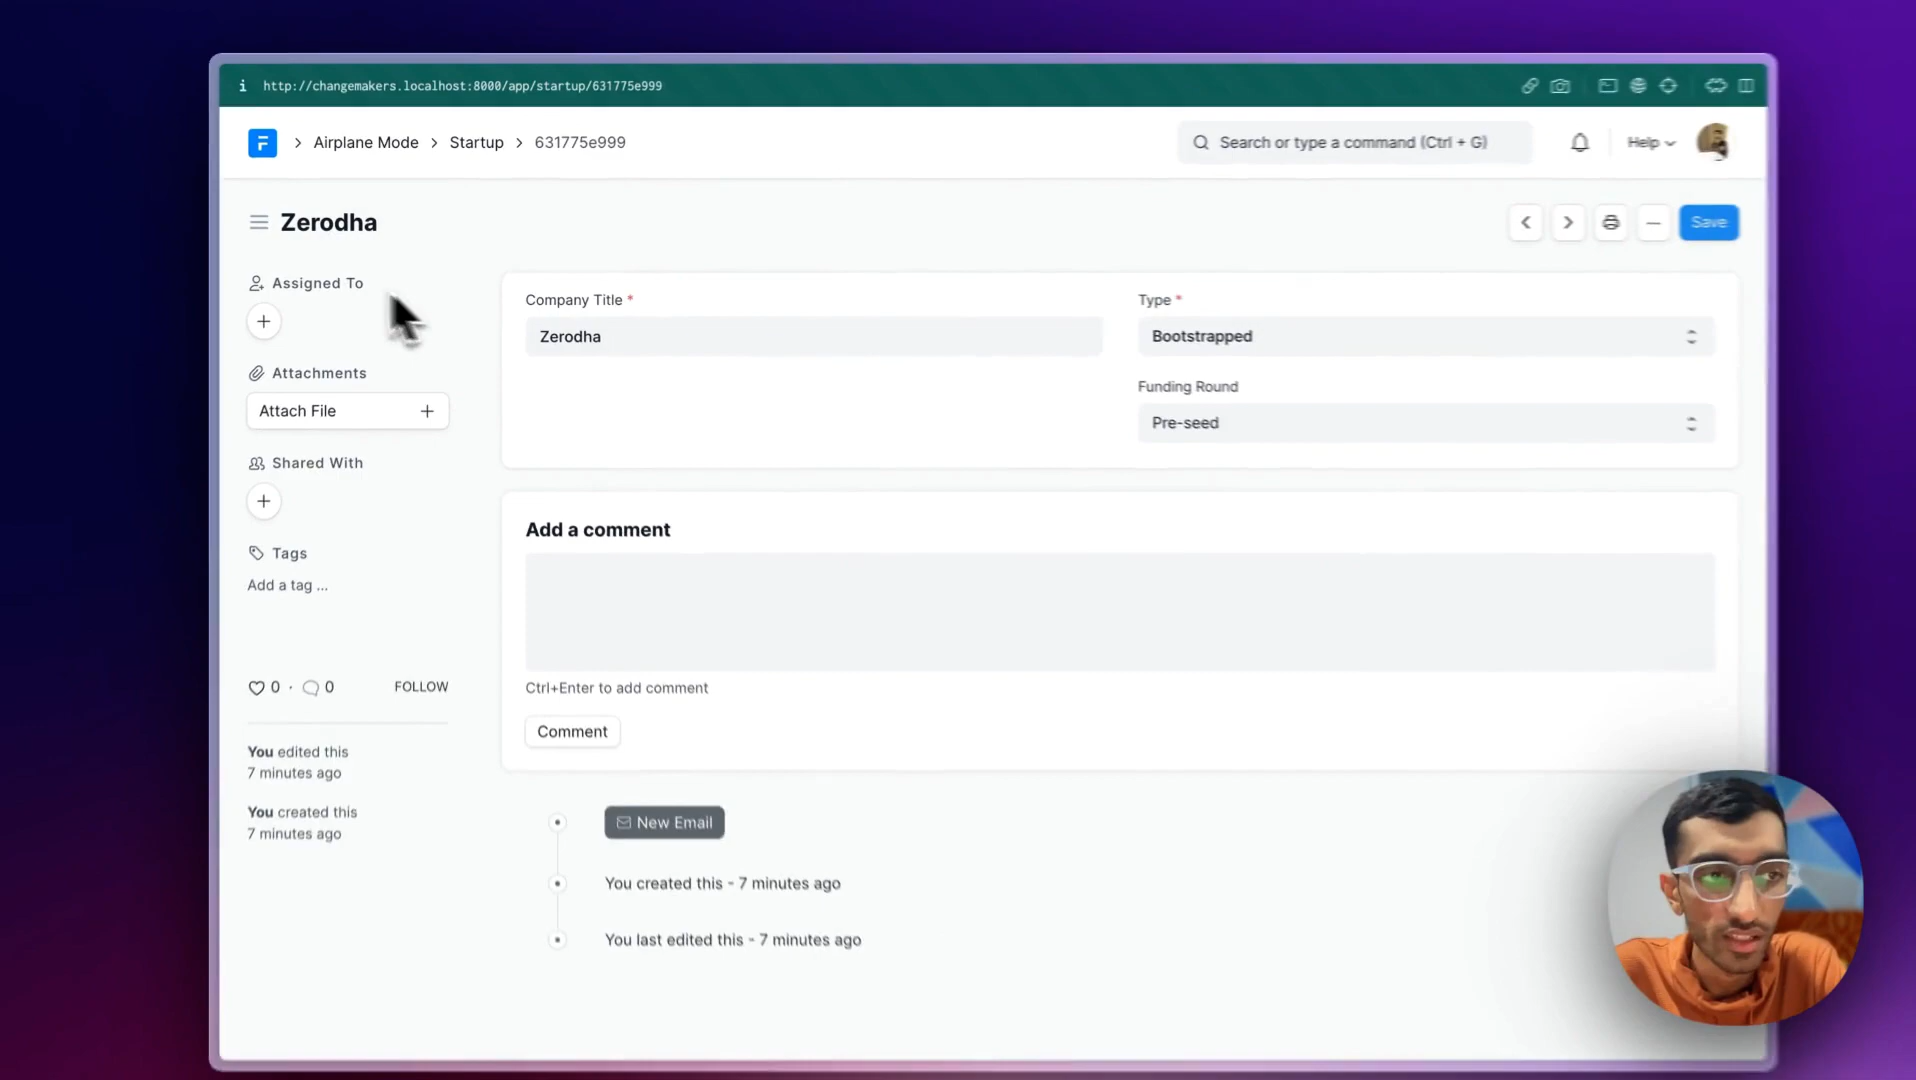 http://changemakers.localhost:8000/app/startup/631775e999
Airplane Mode
Startup
631775e999
Search or type a command (Ctrl + G)
Help
Zerodha
Save
Assigned To
Attachments
Attach File
Shared With
Tags
Add a tag ...
0 · 0
FOLLOW
You edited this
7 minutes ago
You created this
7 minutes ago
Company Title *
Zerodha
Type *
Bootstrapped
Funding Round
Pre-seed
Add a comment
Ctrl+Enter to add comment
Comment
New Email
You created this - 7 minutes ago
You last edited this - 7 minutes ago